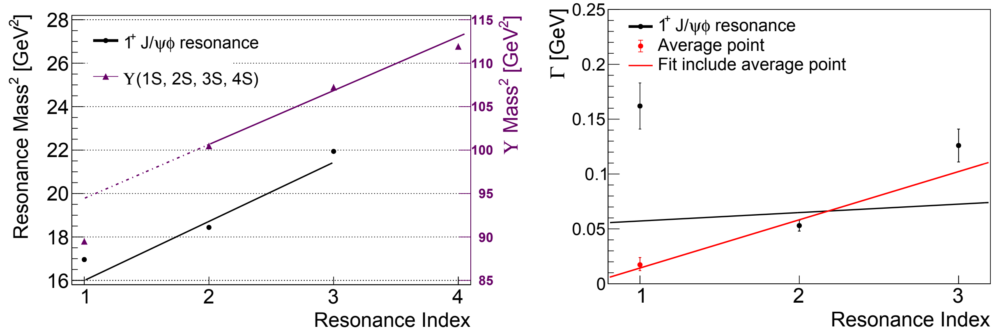 Resonance Mass² [GeV²]
28
26
24
22
20
18
16
1⁺ J/ψϕ resonance
Υ(1S, 2S, 3S, 4S)
115
110
105
100
95
90
85
Υ Mass² [GeV²]
1 2 3 4
Resonance Index
Γ [GeV]
0.25
0.2
0.15
0.1
0.05
0
1⁺ J/ψϕ resonance
Average point
Fit include average point
1 2 3
Resonance Index